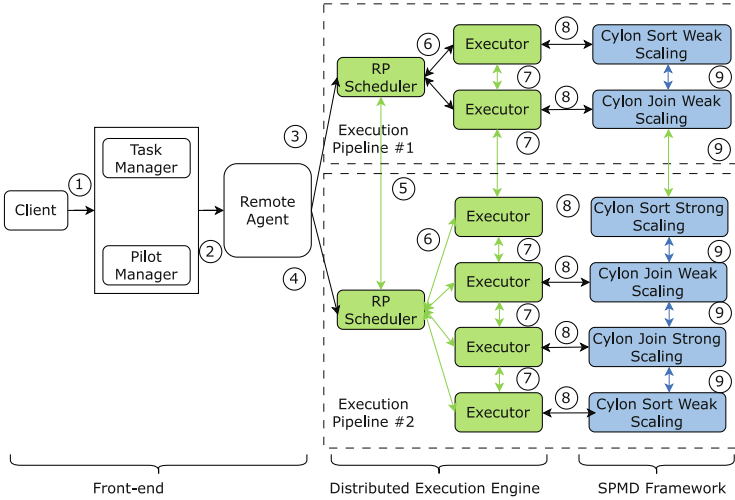 Client
1
Task
Manager
Pilot
Manager
2
Remote
Agent
3
4
RP
Scheduler
Execution
Pipeline #1
5
6
Executor
7
Executor
7
8
8
Cylon Sort Weak
Scaling
9
Cylon Join Weak
Scaling
9
RP
Scheduler
Execution
Pipeline #2
6
Executor
7
Executor
7
Executor
7
Executor
8
8
8
8
Cylon Sort Strong
Scaling
9
Cylon Join Weak
Scaling
9
Cylon Join Strong
Scaling
9
Cylon Sort Weak
Scaling
Front-end
Distributed Execution Engine
SPMD Framework